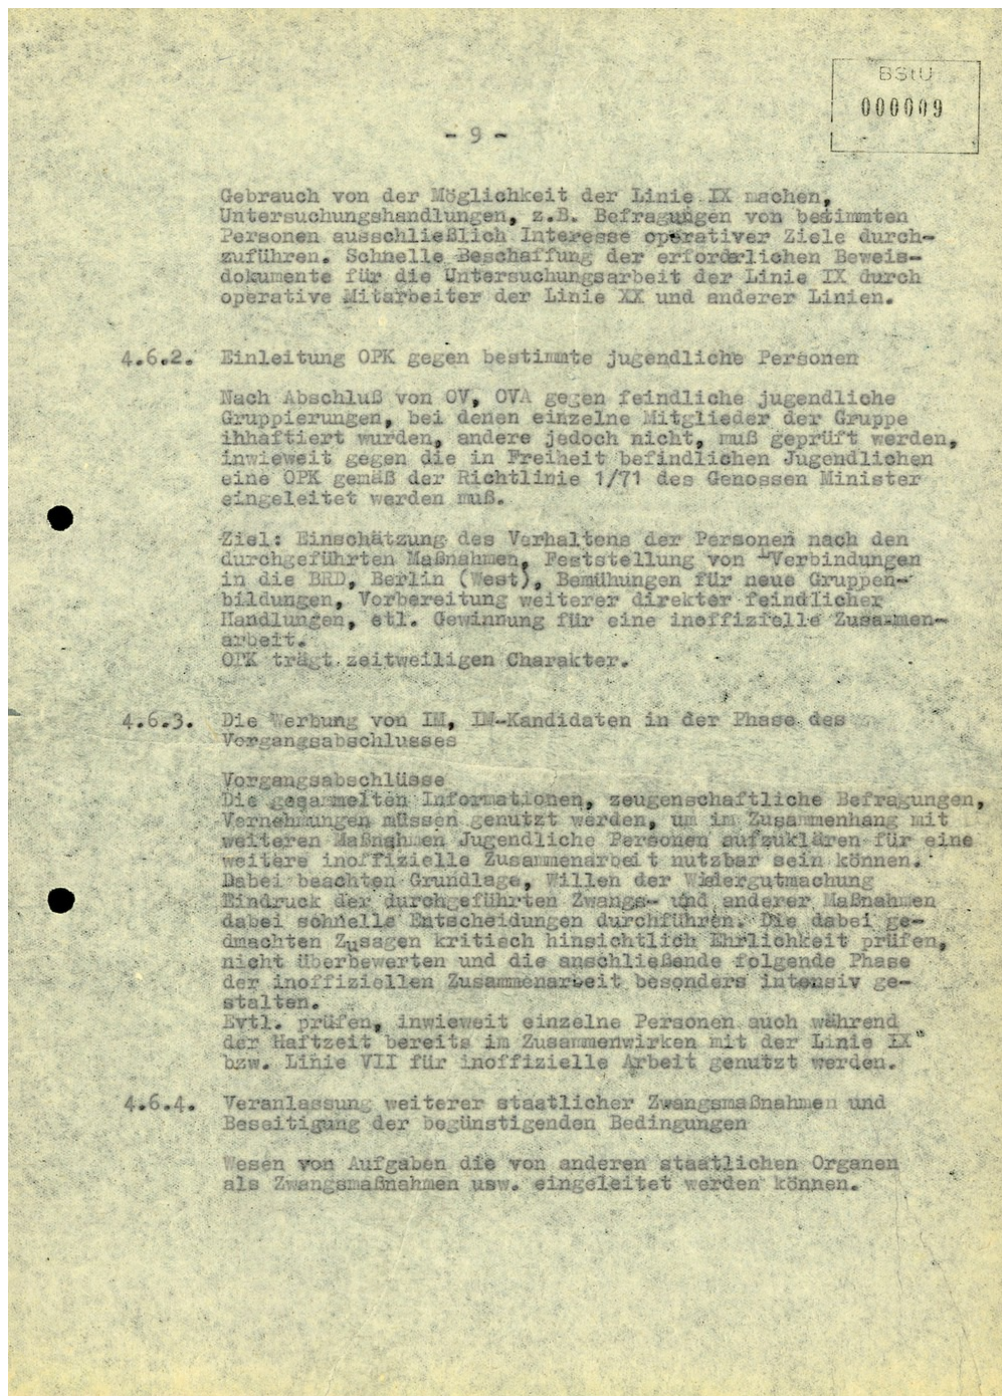 BStU
000009
- 9 -
Gebrauch von der Möglichkeit der Linie IX machen,
Untersuchungshandlungen, z.B. Befragungen von bestimmten
Personen ausschließlich Interesse operativer Ziele durch-
zuführen. Schnelle Beschaffung der erforderlichen Beweis-
dokumente für die Untersuchungsarbeit der Linie IX durch
operative Mitarbeiter der Linie XX und anderer Linien.
4.6.2. Einleitung OPK gegen bestimmte jugendliche Personen
Nach Abschluß von OV, OVA gegen feindliche jugendliche
Gruppierungen, bei denen einzelne Mitglieder der Gruppe
ihhaftiert wurden, andere jedoch nicht, muß geprüft werden,
inwieweit gegen die in Freiheit befindlichen Jugendlichen
eine OPK gemäß der Richtlinie 1/71 des Genossen Minister
eingeleitet werden muß.
Ziel: Einschätzung des Verhaltens der Personen nach den
durchgeführten Maßnahmen, Feststellung von Verbindungen
in die BRD, Berlin (West), Bemühungen für neue Gruppen-
bildungen, Vorbereitung weiterer direkter feindlicher
Handlungen, etl. Gewinnung für eine inoffizielle Zusammen-
arbeit.
OPK trägt zeitweiligen Charakter.
4.6.3. Die Werbung von IM, IM-Kandidaten in der Phase des
Vorgangsabschlusses
Vorgangsabschlüsse
Die gesammelten Informationen, zeugenschaftliche Befragungen,
Vernehmungen müssen genutzt werden, um im Zusammenhang mit
weiteren Maßnahmen Jugendliche Personen aufzuklären für eine
weitere inoffizielle Zusammenarbeit nutzbar sein können.
Dabei beachten Grundlage, Willen der Widergutmachung
Eindruck der durchgeführten Zwangs- und anderer Maßnahmen
dabei schnelle Entscheidungen durchführen. Die dabei ge-
dmachten Zusagen kritisch hinsichtlich Ehrlichkeit prüfen,
nicht überbewerten und die anschließende folgende Phase
der inoffiziellen Zusammenarbeit besonders intensiv ge-
stalten.
Evtl. prüfen, inwieweit einzelne Personen auch während
der Haftzeit bereits im Zusammenwirken mit der Linie IX
bzw. Linie VII für inoffizielle Arbeit genutzt werden.
4.6.4. Veranlassung weiterer staatlicher Zwangsmaßnahmen und
Beseitigung der begünstigenden Bedingungen
Wesen von Aufgaben die von anderen staatlichen Organen
als Zwangsmaßnahmen usw. eingeleitet werden können.